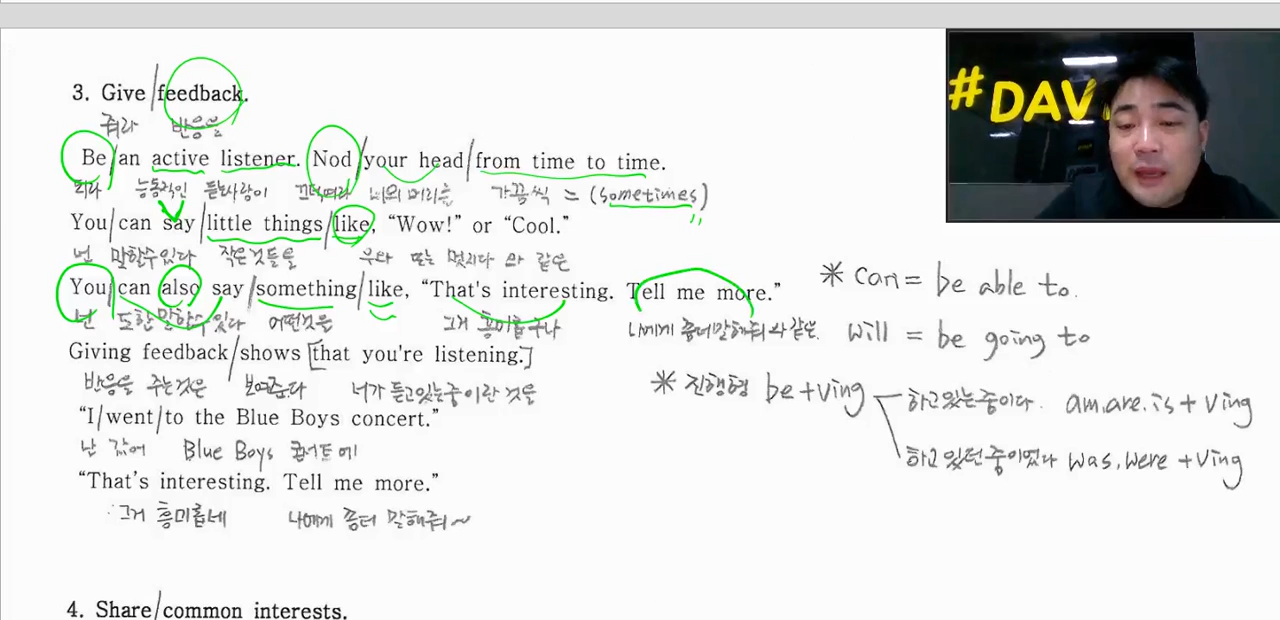 #DAV
3. Give/feedback.
줘라 반응을
Be/an active listener. Nod/your head/from time to time.
되라 능동적인 듣는사람이 끄덕여라 너의 머리를 가끔씩 = (sometimes)
You/can say/little things/like, “Wow!” or “Cool.”
넌 말할수있다 작은것들을 우와 또는 멋지다 와 같은
You/can also say/something/like, “That's interesting. Tell me more.”
넌 또한 말할수있다 어떤것을 그거 흥미롭구나 나에게 좀더 말해줘 와 같은.
Giving feedback/shows [that you're listening.]
반응을 주는것은 보여준다 너가 듣고있는중이란 것을
“I/went/to the Blue Boys concert.”
난 갔어 Blue Boys 콘서트에
“That's interesting. Tell me more.”
그거 흥미롭네 나에게 좀더 말해줘~
4. Share/common interests.
* can = be able to.
will = be going to
* 진행형 be+ving
하고있는중이다. am.are.is + Ving
하고있던중이였다 was.were + Ving